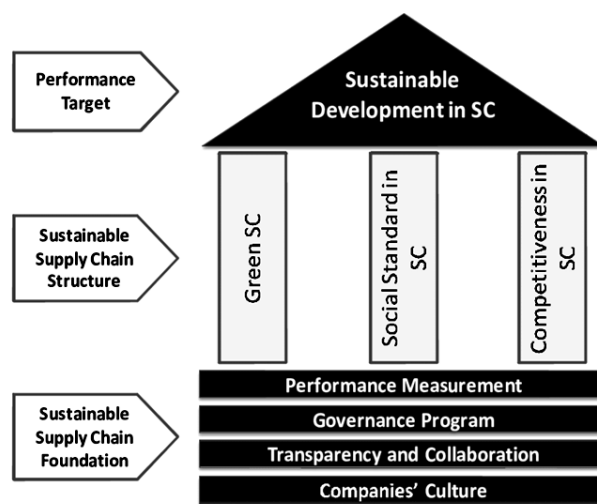 Performance
Target
Sustainable
Development in SC
Sustainable
Supply Chain
Structure
Green SC
Social Standard in
SC
Competitiveness in
SC
Sustainable
Supply Chain
Foundation
Performance Measurement
Governance Program
Transparency and Collaboration
Companies' Culture